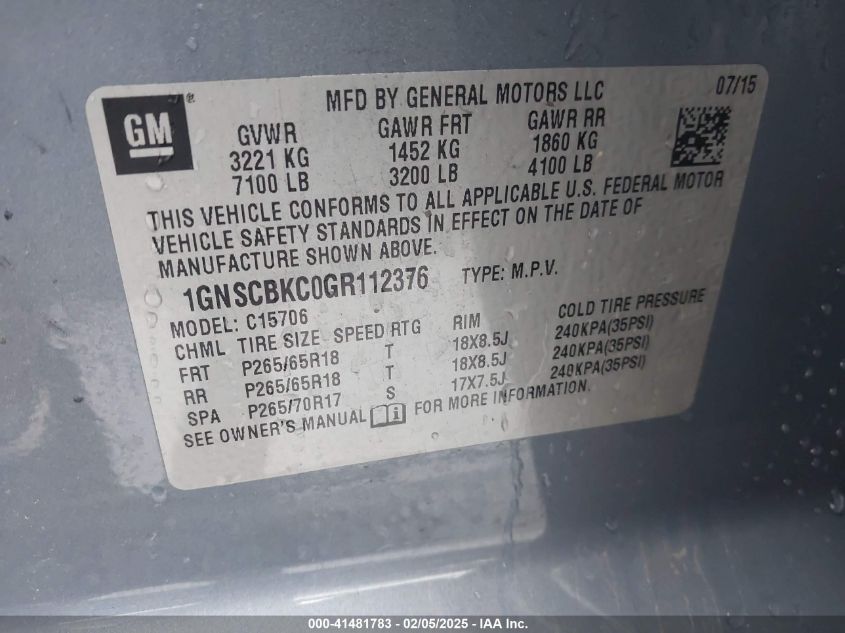 GM®
MFD BY GENERAL MOTORS LLC 07/15
GVWR GAWR FRT GAWR RR
3221 KG 1452 KG 1860 KG
7100 LB 3200 LB 4100 LB
THIS VEHICLE CONFORMS TO ALL APPLICABLE U.S. FEDERAL MOTOR
VEHICLE SAFETY STANDARDS IN EFFECT ON THE DATE OF
MANUFACTURE SHOWN ABOVE.
1GNSCBKC0GR112376 TYPE: M.P.V.
MODEL: C15706
CHML TIRE SIZE SPEED RTG RIM COLD TIRE PRESSURE
FRT P265/65R18 T 18X8.5J 240KPA(35PSI)
RR P265/65R18 T 18X8.5J 240KPA(35PSI)
SPA P265/70R17 S 17X7.5J 240KPA(35PSI)
SEE OWNER'S MANUAL i FOR MORE INFORMATION.
000-41481783 - 02/05/2025 - IAA Inc.